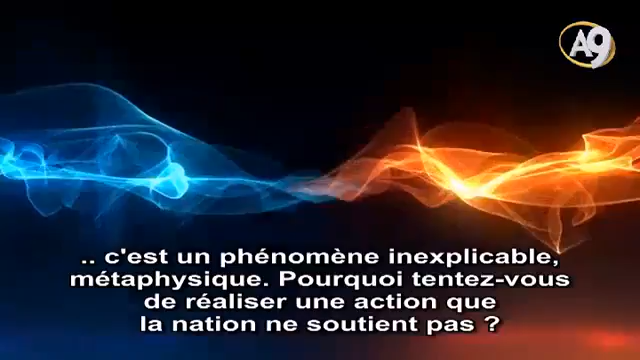 A9
.. c'est un phénomène inexplicable,
métaphysique. Pourquoi tentez-vous
de réaliser une action que
la nation ne soutient pas ?